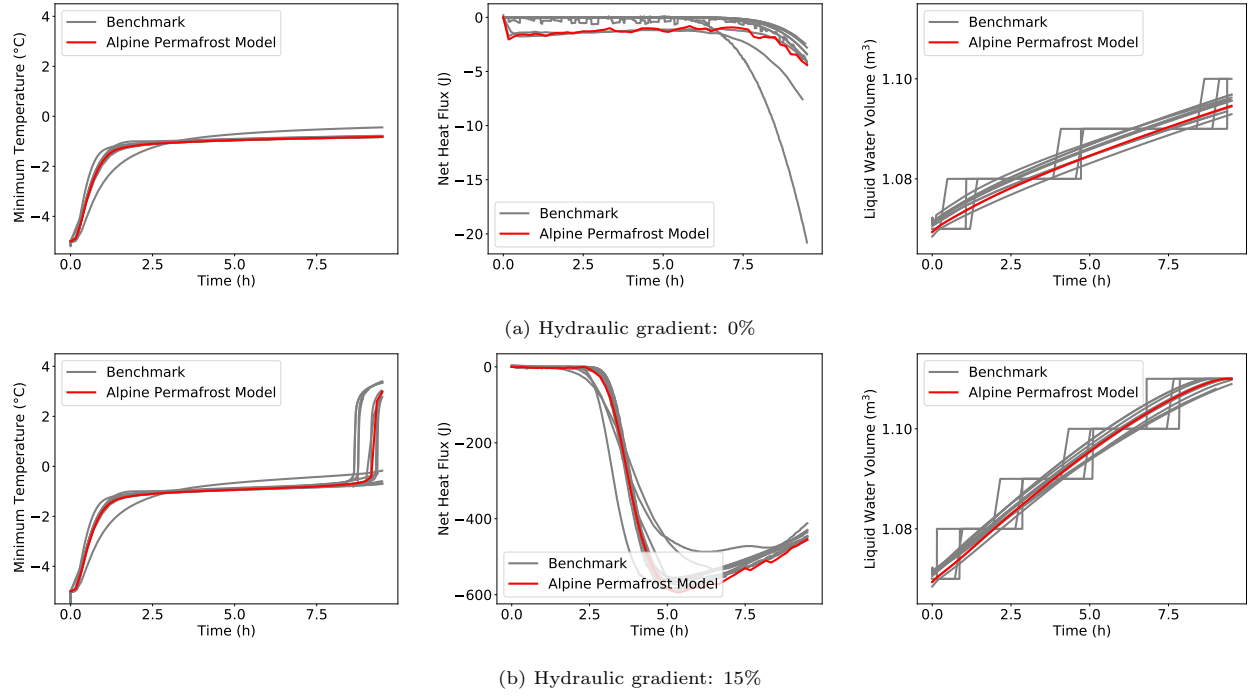 4
2
0
−2
−4
Minimum Temperature (°C)
Benchmark
Alpine Permafrost Model
0.0 2.5 5.0 7.5
Time (h)
0
−5
−10
−15
−20
Net Heat Flux (J)
Benchmark
Alpine Permafrost Model
0.0 2.5 5.0 7.5
Time (h)
1.10
1.08
Liquid Water Volume (m³)
Benchmark
Alpine Permafrost Model
0.0 2.5 5.0 7.5
Time (h)
(a) Hydraulic gradient: 0%
4
2
0
−2
−4
Minimum Temperature (°C)
Benchmark
Alpine Permafrost Model
0.0 2.5 5.0 7.5
Time (h)
0
−200
−400
−600
Net Heat Flux (J)
Benchmark
Alpine Permafrost Model
0.0 2.5 5.0 7.5
Time (h)
1.10
1.08
Liquid Water Volume (m³)
Benchmark
Alpine Permafrost Model
0.0 2.5 5.0 7.5
Time (h)
(b) Hydraulic gradient: 15%